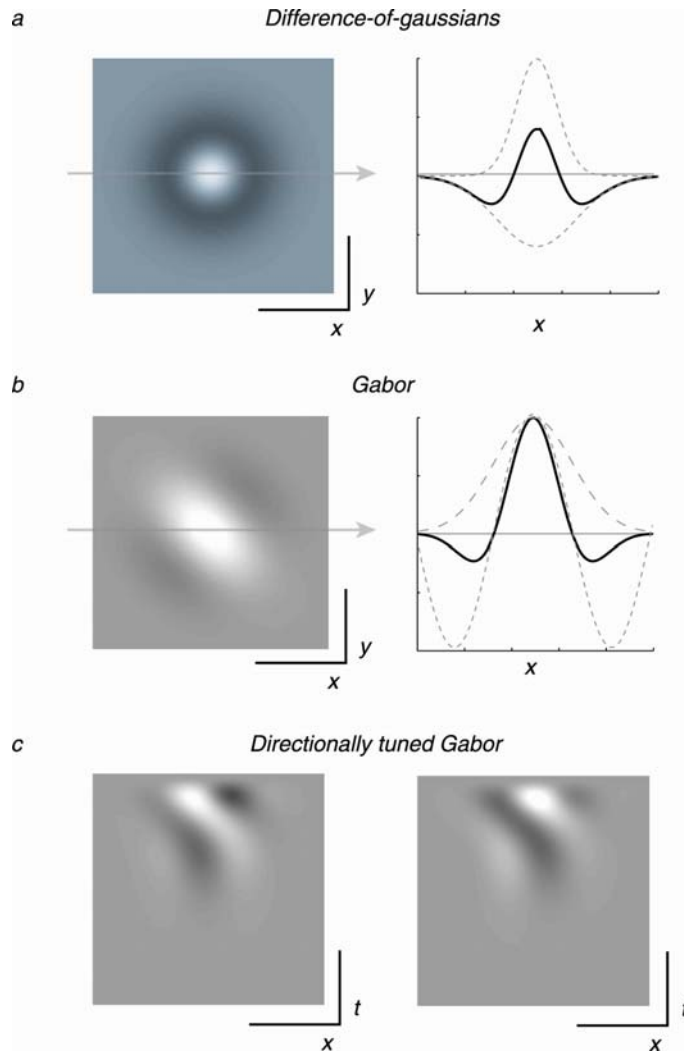 a Difference-of-gaussians
y
x
x
b Gabor
y
x
x
c Directionally tuned Gabor
t
x
t
x